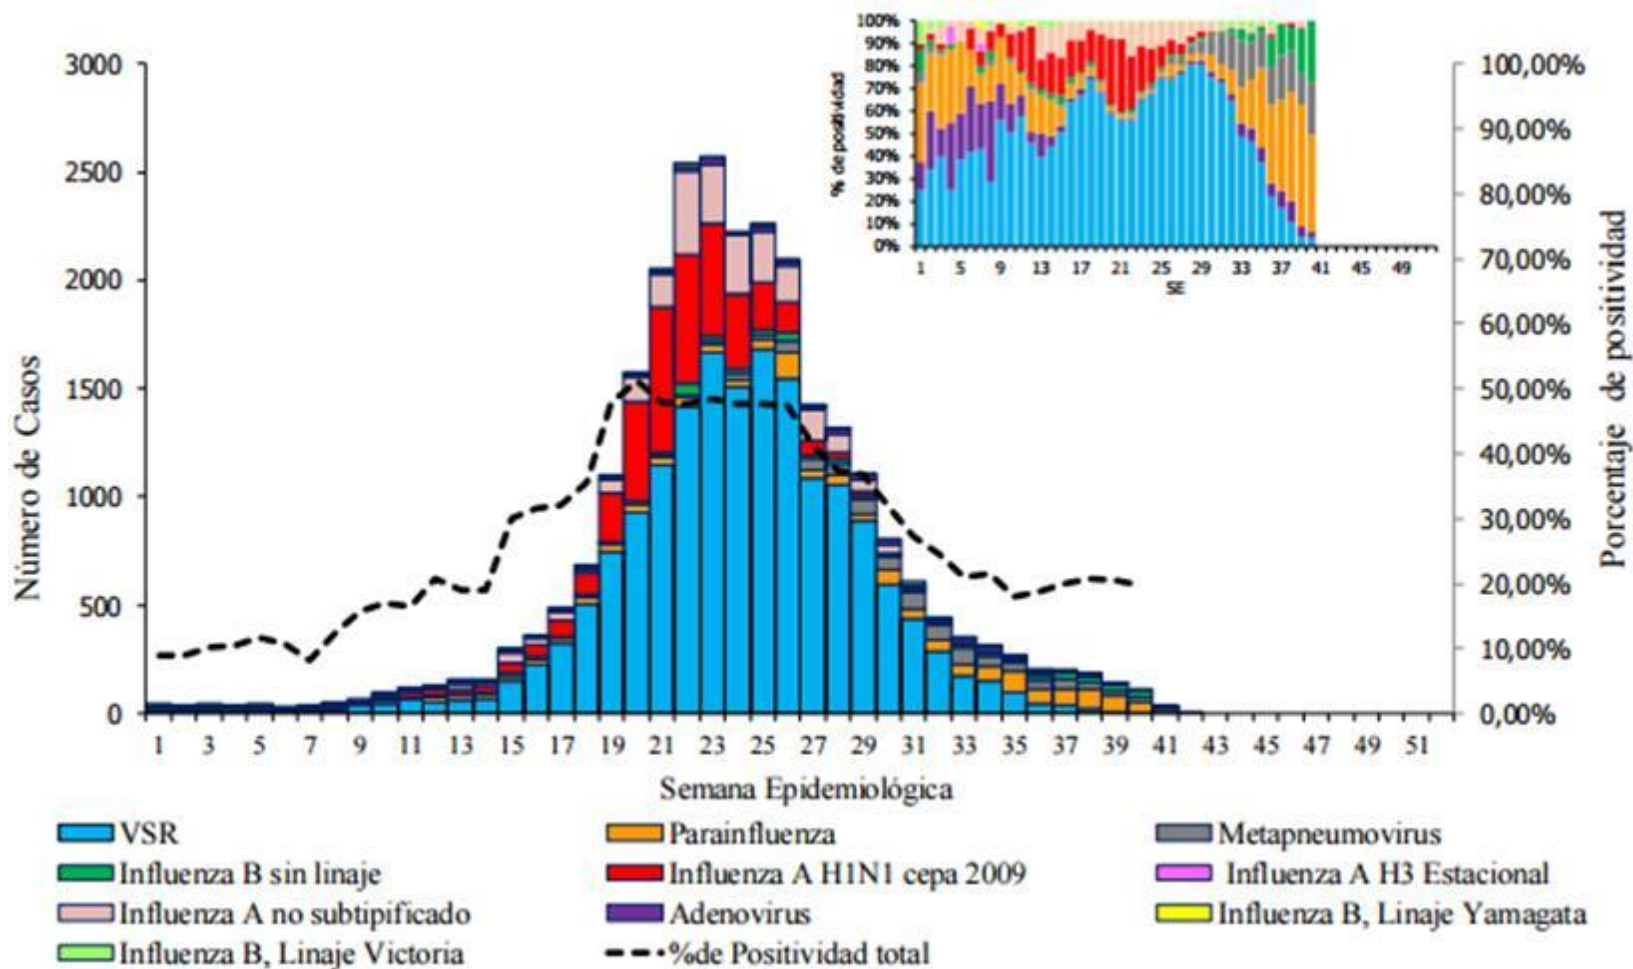 100%
90%
80%
70%
60%
50%
40%
30%
20%
10%
0%
% de positividad
1 5 9 13 17 21 25 29 33 37 41 45 49
SE
3000
2500
2000
1500
1000
500
0
Número de Casos
100,00%
90,00%
80,00%
70,00%
60,00%
50,00%
40,00%
30,00%
20,00%
10,00%
0,00%
Porcentaje de positividad
1 3 5 7 9 11 13 15 17 19 21 23 25 27 29 31 33 35 37 39 41 43 45 47 49 51
Semana Epidemiológica
VSR Parainfluenza Metapneumovirus
Influenza B sin linaje Influenza A H1N1 cepa 2009 Influenza A H3 Estacional
Influenza A no subtipificado Adenovirus Influenza B, Linaje Yamagata
Influenza B, Linaje Victoria %de Positividad total